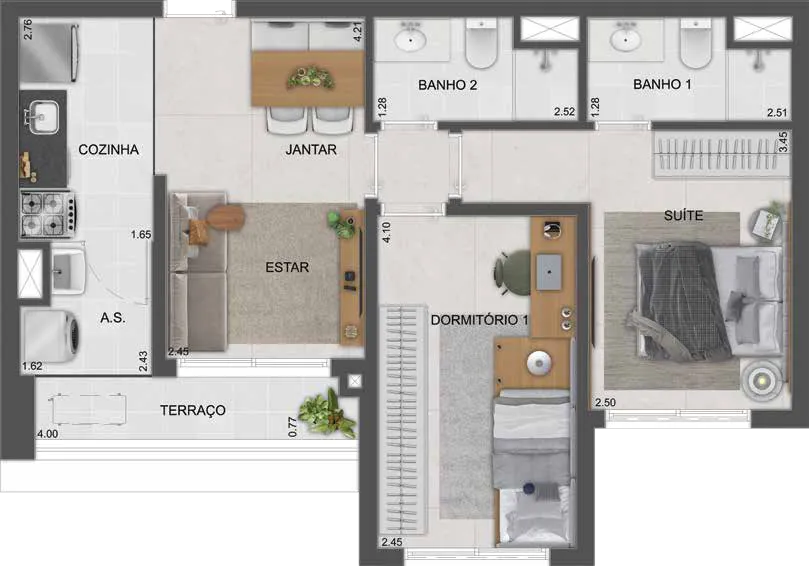 2.76
4.21
BANHO 2
BANHO 1
1.28
2.52
1.28
2.51
COZINHA
JANTAR
3.45
SUÍTE
4.10
1.65
ESTAR
A.S.
DORMITÓRIO 1
1.62
2.43
2.45
TERRAÇO
4.00
0.77
2.50
2.45